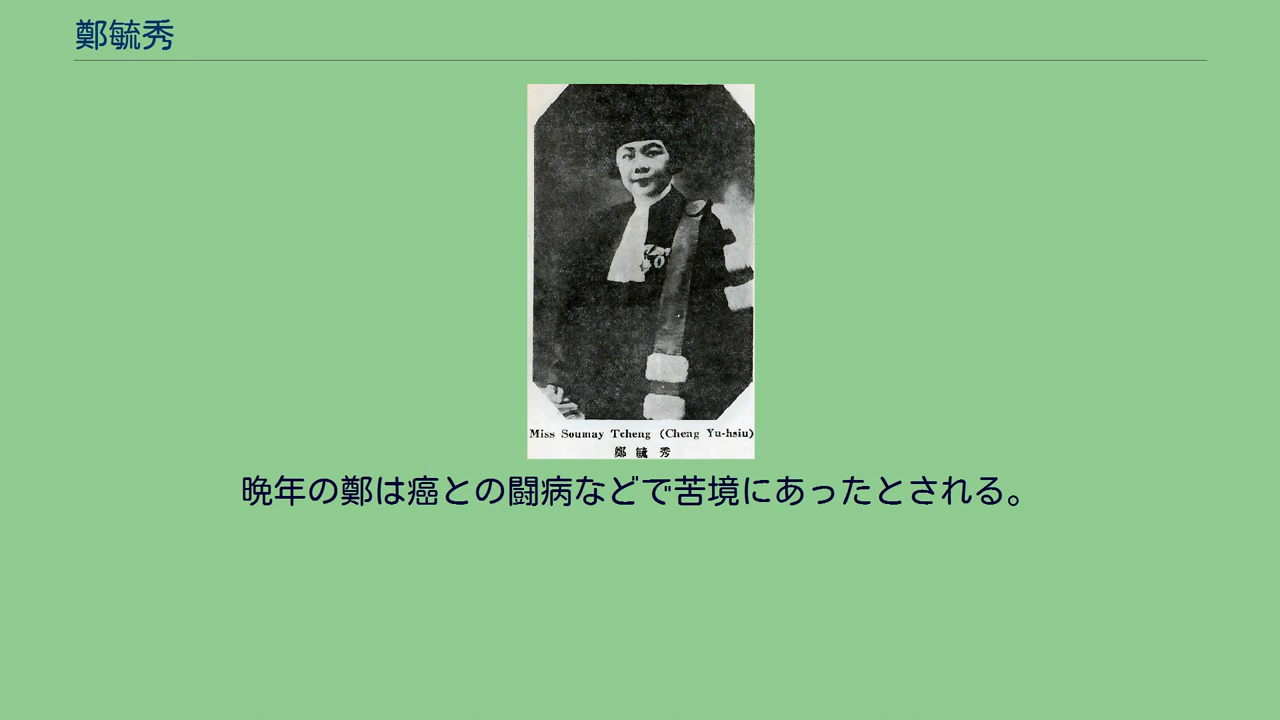 鄭毓秀
Miss Soumay Tcheng (Cheng Yu-hsiu)
鄭 毓 秀
晩年の鄭は癌との闘病などで苦境にあったとされる。